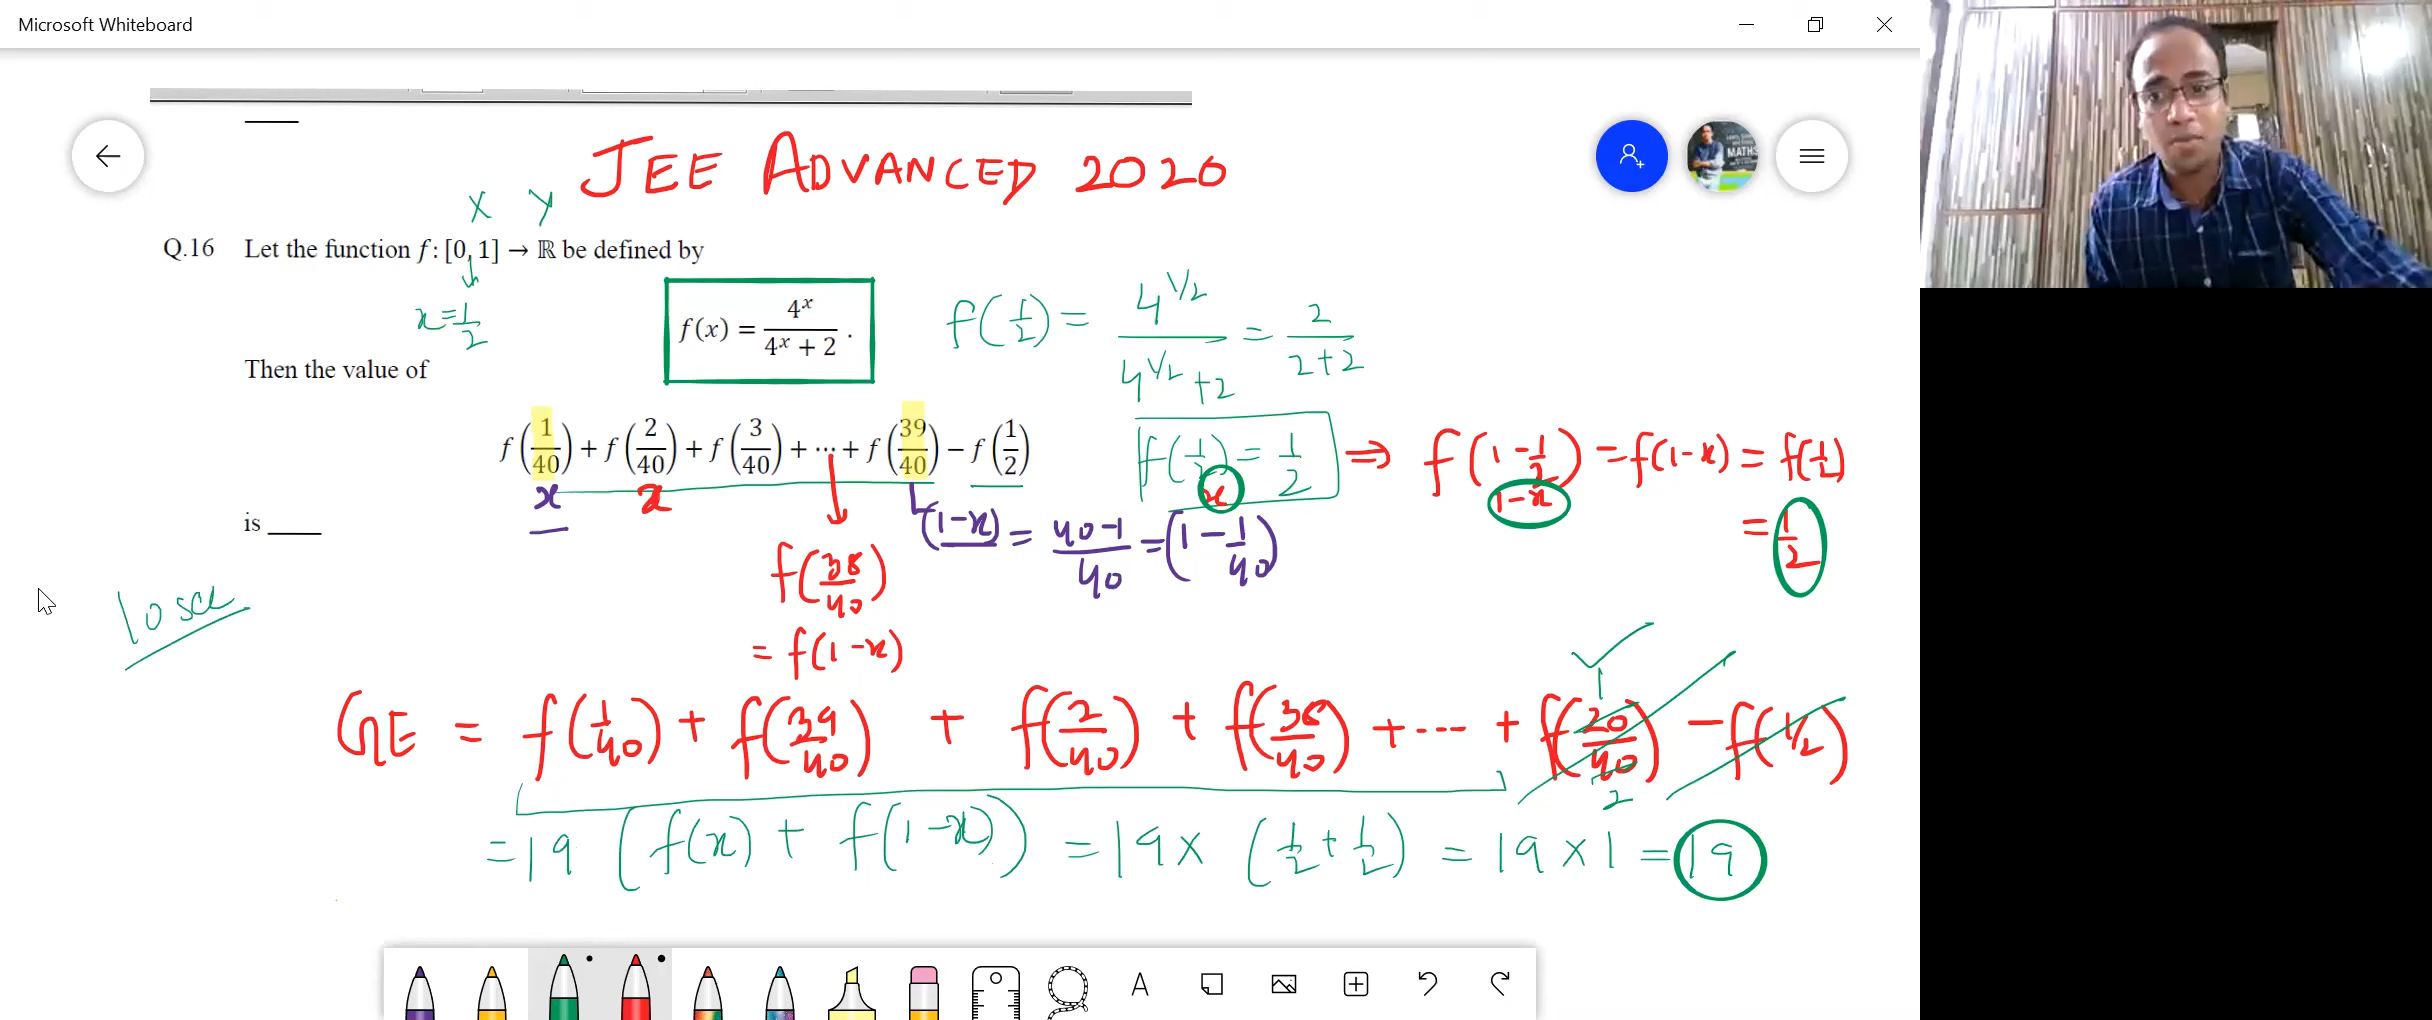 Microsoft Whiteboard
JEE ADVANCED 2020
X Y
Q.16 Let the function f : [0, 1] → ℝ be defined by
x = 1/2
f(x) = 4^x / (4^x + 2) .
f(1/2) = 4^(1/2) / (4^(1/2) + 2) = 2 / (2+2)
Then the value of
f(1/40) + f(2/40) + f(3/40) + ⋯ + f(39/40) − f(1/2)
f(1/2) = 1/2 ⇒ f(1 - 1/2) = f(1-x) = f(1/2)
x x x 1-x
= 1/2
is ____
(1-x) = (40-1)/40 = (1 - 1/40)
f(38/40)
= f(1-x)
10 sec
GE = f(1/40) + f(39/40) + f(2/40) + f(38/40) + --- + f(20/40) - f(1/2)
1
2
= 19 (f(x) + f(1-x)) = 19 x (1/2 + 1/2) = 19 x 1 = 19
A